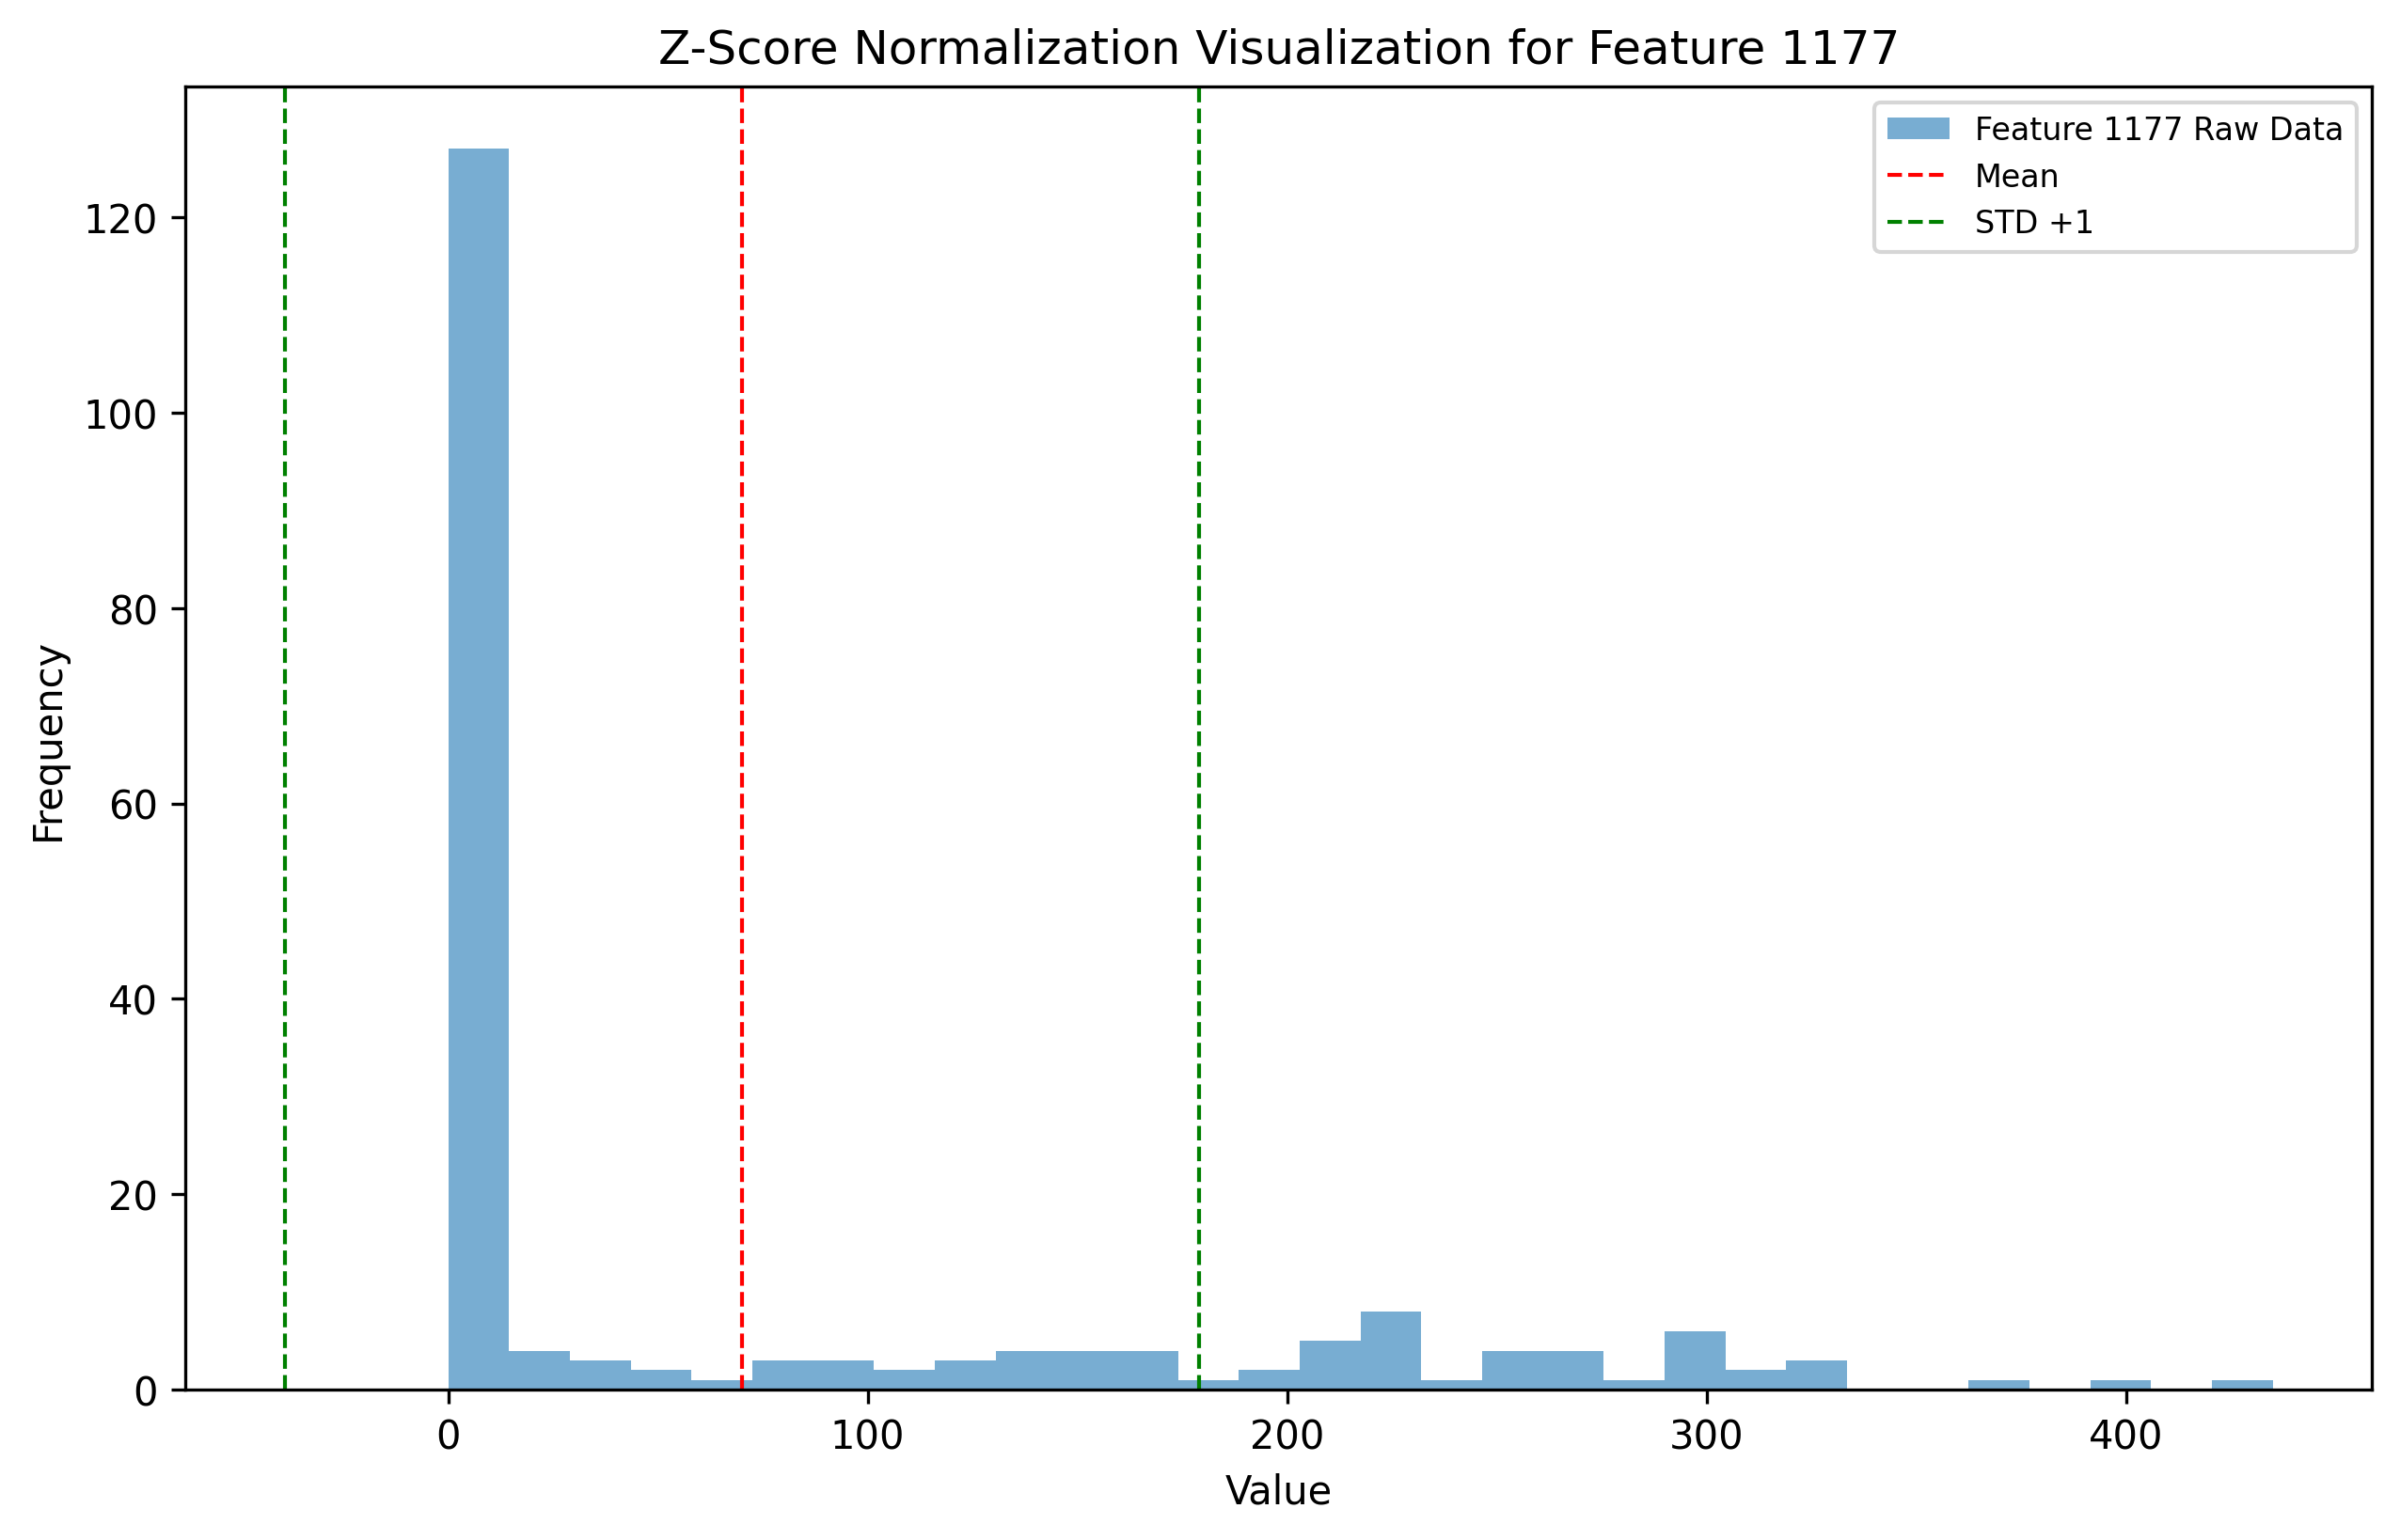 Z-Score Normalization Visualization for Feature 1177
Feature 1177 Raw Data
Mean
STD +1
120
100
80
60
40
20
0
Frequency
0 100 200 300 400
Value